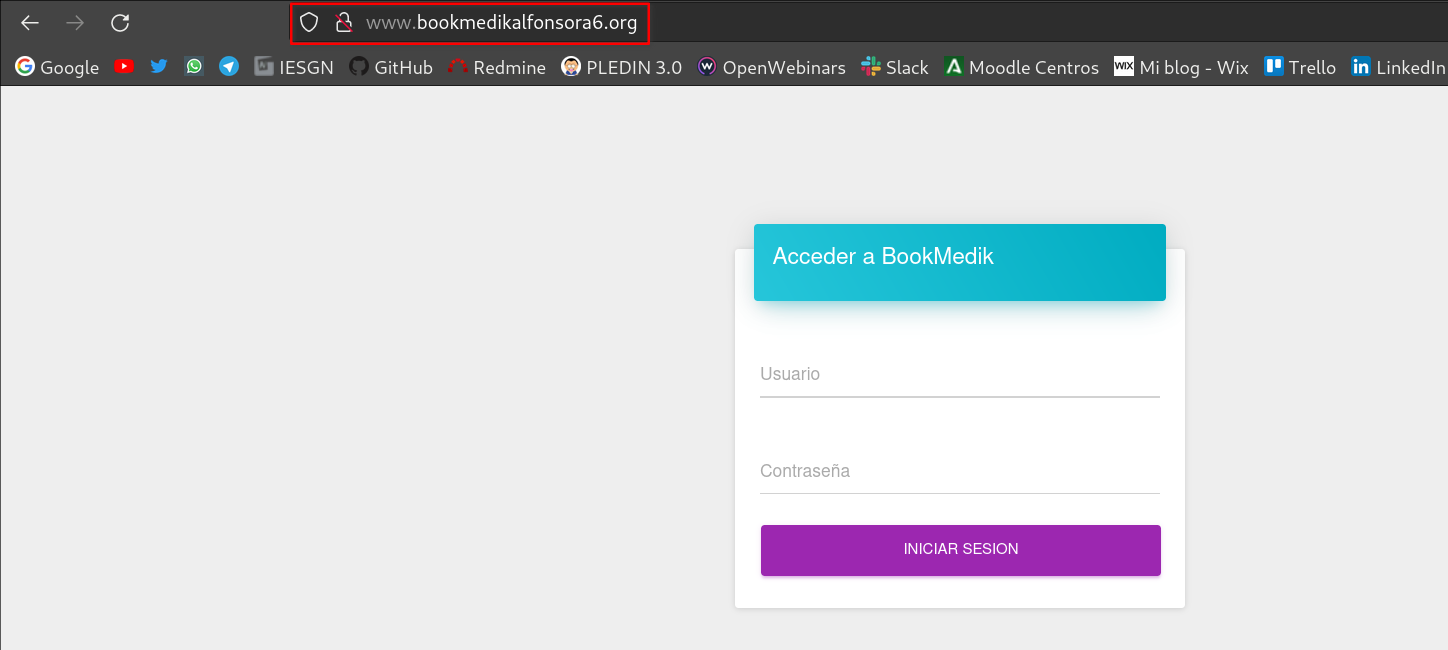 www.bookmedikalfonsora6.org
Google IESGN GitHub Redmine PLEDIN 3.0 OpenWebinars Slack Moodle Centros WIX Mi blog - Wix Trello LinkedIn
Acceder a BookMedik
Usuario
Contraseña
INICIAR SESION